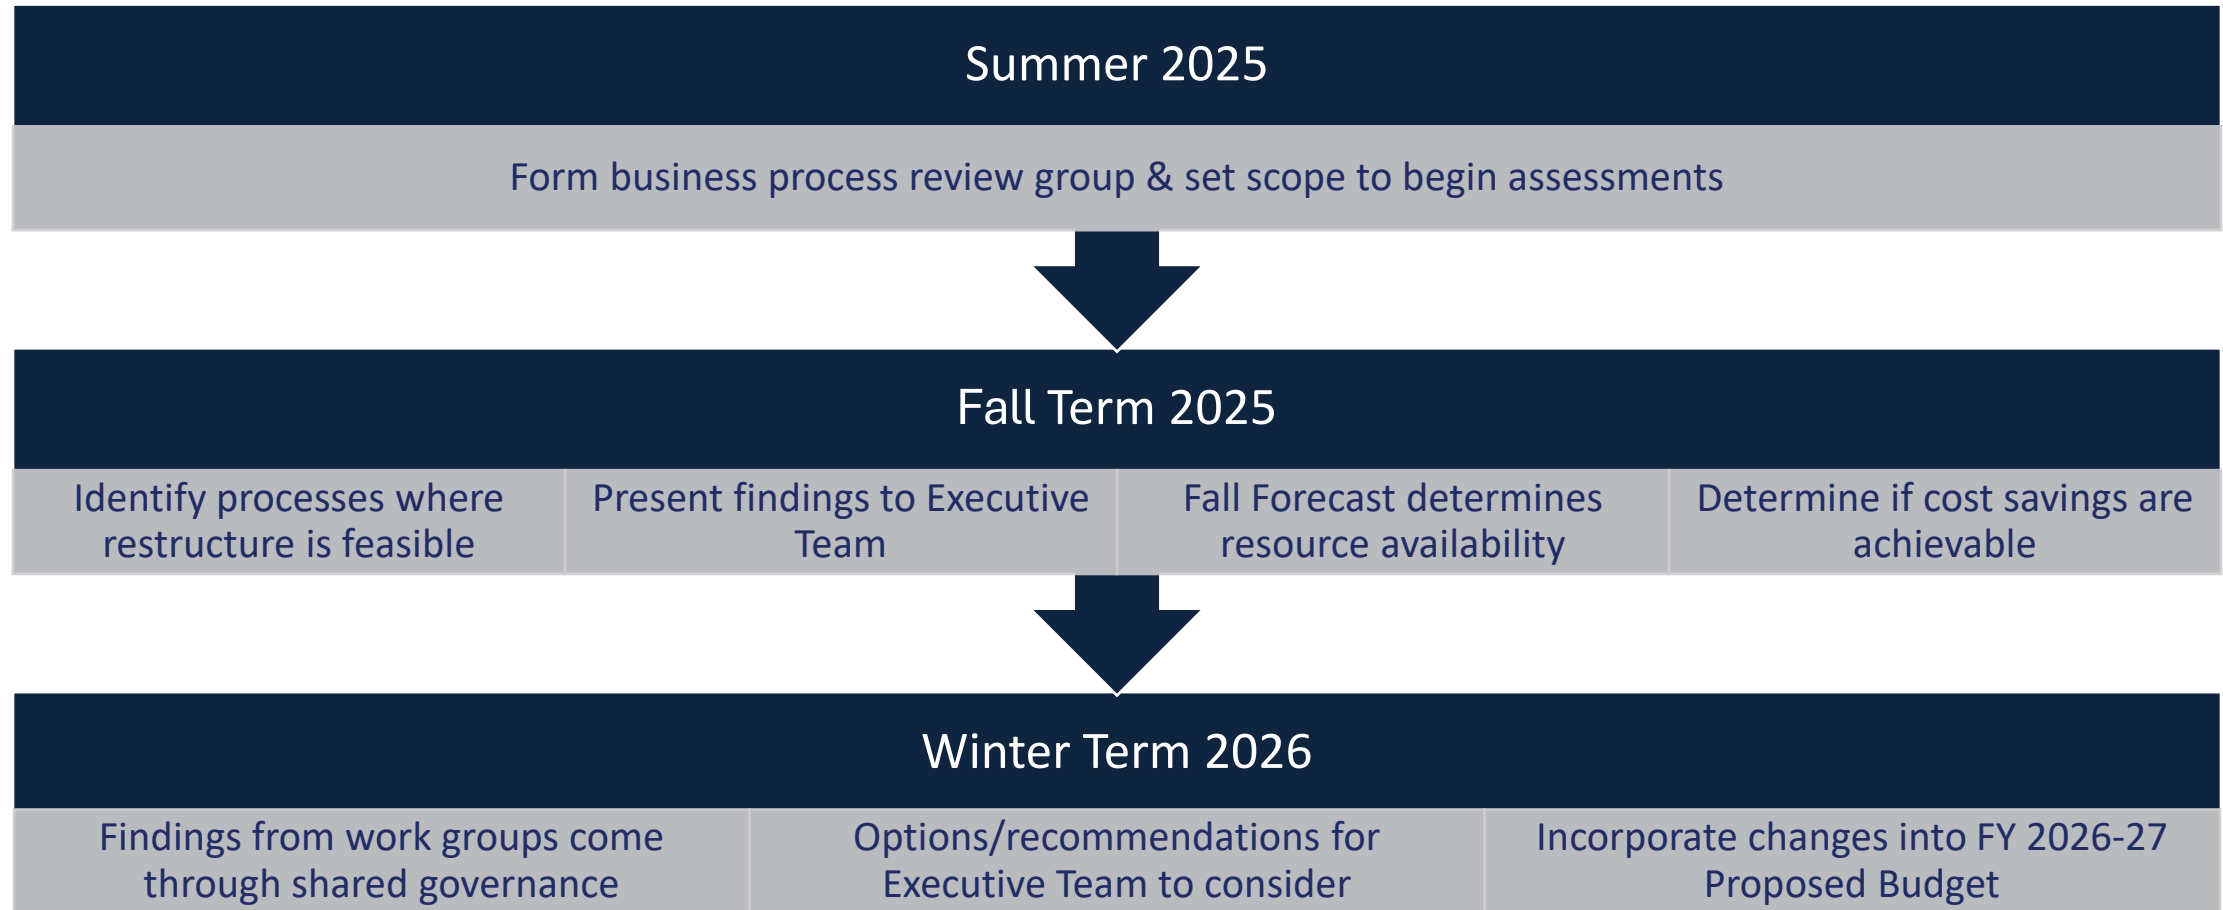 Summer 2025
Form business process review group & set scope to begin assessments
Fall Term 2025
Identify processes where
restructure is feasible
Present findings to Executive
Team
Fall Forecast determines
resource availability
Determine if cost savings are
achievable
Winter Term 2026
Findings from work groups come
through shared governance
Options/recommendations for
Executive Team to consider
Incorporate changes into FY 2026-27
Proposed Budget